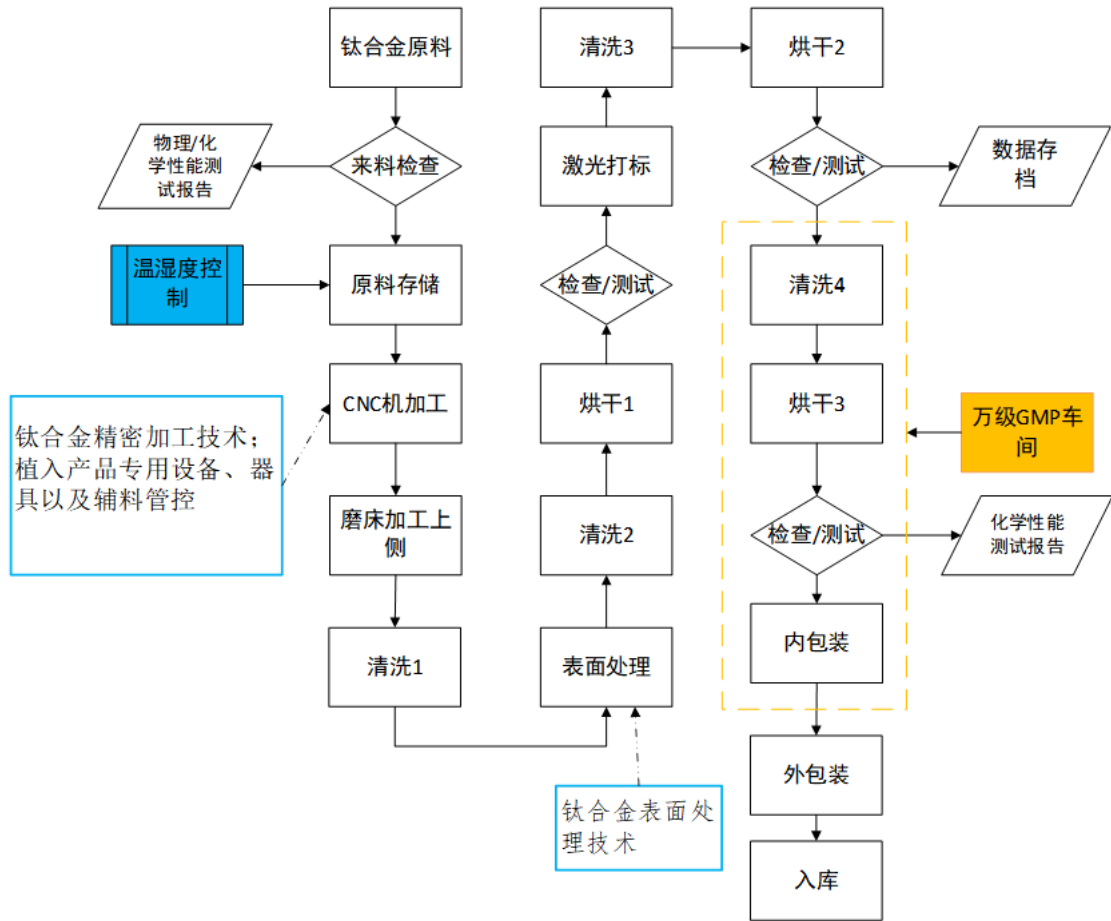 钛合金原料
物理/化
学性能测
试报告
来料检查
温湿度控
制
原料存储
CNC机加工
钛合金精密加工技术；
植入产品专用设备、器
具以及辅料管控
磨床加工上
侧
清洗1
表面处理
钛合金表面处
理技术
清洗2
烘干1
检查/测试
激光打标
清洗3
烘干2
检查/测试
数据存
档
清洗4
烘干3
万级GMP车
间
检查/测试
化学性能
测试报告
内包装
外包装
入库